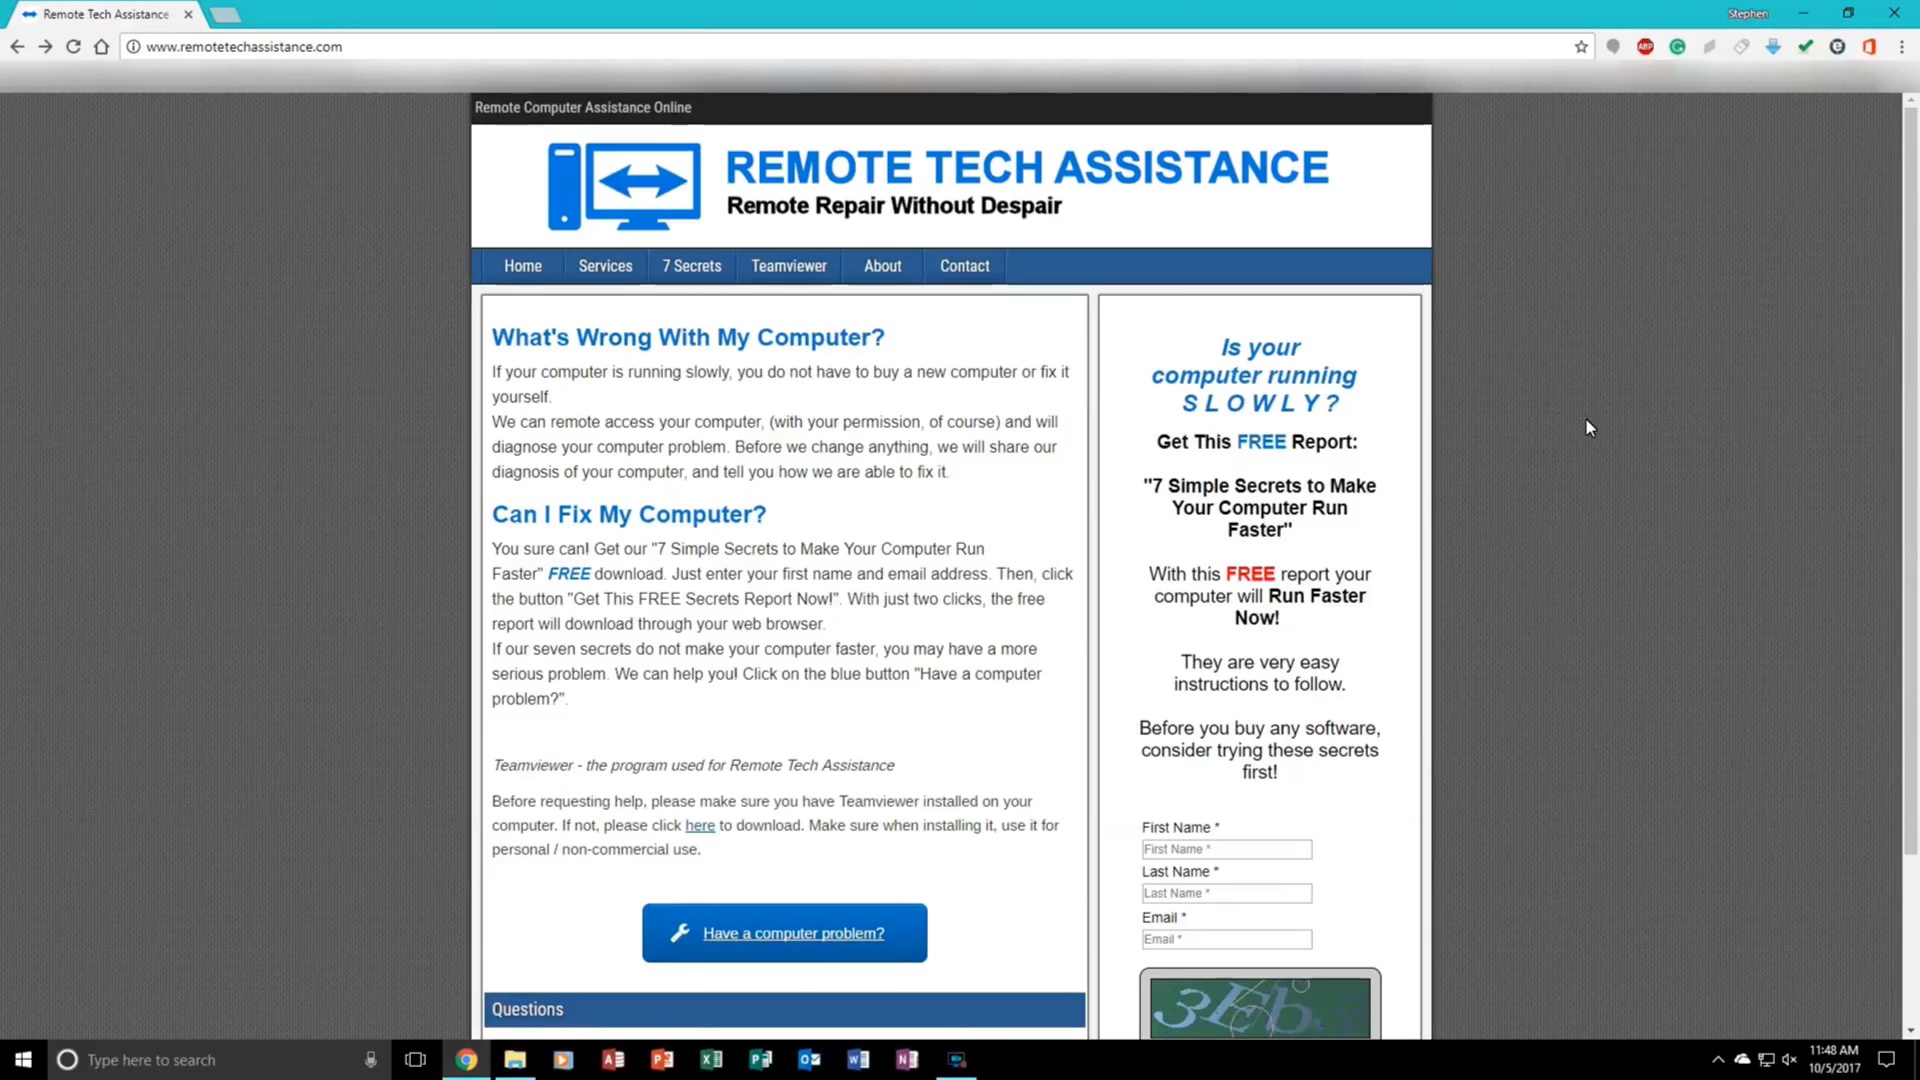 Remote Tech Assistance
Stephen
www.remotetechassistance.com
ABP
Remote Computer Assistance Online
REMOTE TECH ASSISTANCE
Remote Repair Without Despair
Home Services 7 Secrets Teamviewer About Contact
What's Wrong With My Computer?
If your computer is running slowly, you do not have to buy a new computer or fix it
yourself.
We can remote access your computer, (with your permission, of course) and will
diagnose your computer problem. Before we change anything, we will share our
diagnosis of your computer, and tell you how we are able to fix it.
Can I Fix My Computer?
You sure can! Get our "7 Simple Secrets to Make Your Computer Run
Faster" FREE download. Just enter your first name and email address. Then, click
the button "Get This FREE Secrets Report Now!". With just two clicks, the free
report will download through your web browser.
If our seven secrets do not make your computer faster, you may have a more
serious problem. We can help you! Click on the blue button "Have a computer
problem?".
Teamviewer - the program used for Remote Tech Assistance
Before requesting help, please make sure you have Teamviewer installed on your
computer. If not, please click here to download. Make sure when installing it, use it for
personal / non-commercial use.
Have a computer problem?
Questions
Is your
computer running
S L O W L Y ?
Get This FREE Report:
"7 Simple Secrets to Make
Your Computer Run
Faster"
With this FREE report your
computer will Run Faster
Now!
They are very easy
instructions to follow.
Before you buy any software,
consider trying these secrets
first!
First Name *
First Name *
Last Name *
Last Name *
Email *
Email *
Type here to search
11:48 AM
10/5/2017